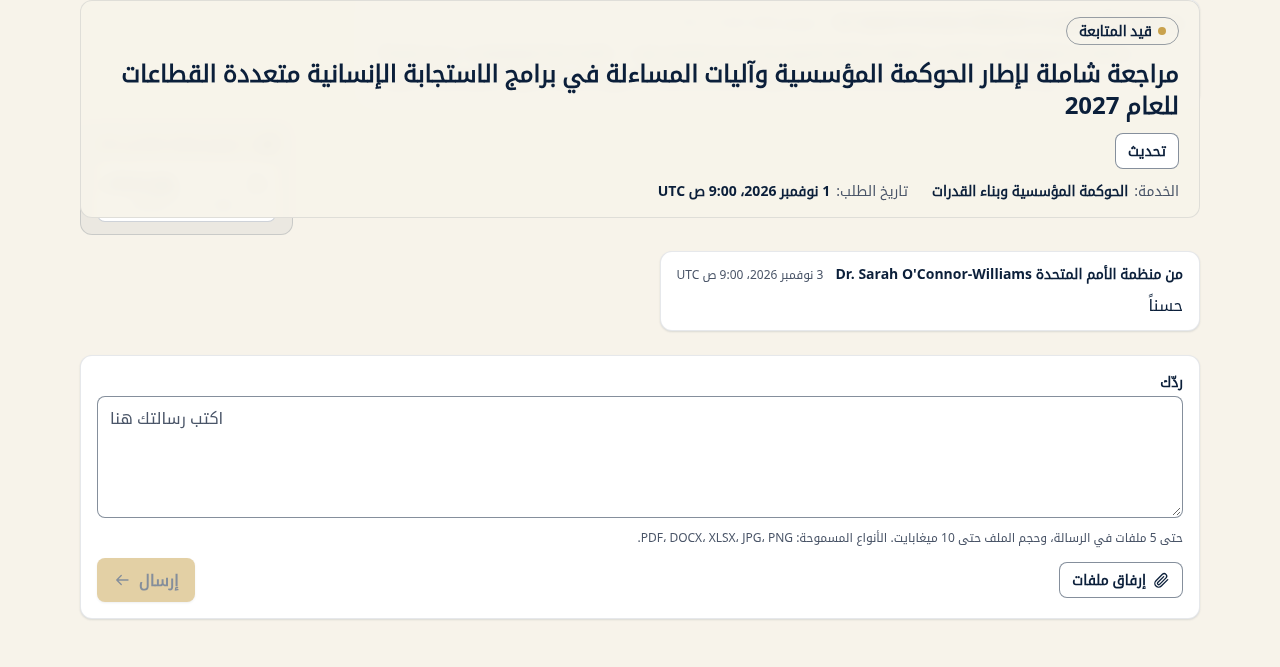 قيد المتابعة
مراجعة شاملة لإطار الحوكمة المؤسسية وآليات المساءلة في برامج الاستجابة الإنسانية متعددة القطاعات
للعام 2027
تحديث
الخدمة: الحوكمة المؤسسية وبناء القدرات تاريخ الطلب: 1 نوفمبر 2026، 9:00 ص UTC
من منظمة الأمم المتحدة Dr. Sarah O'Connor-Williams 3 نوفمبر 2026، 9:00 ص UTC
حسناً
ردّك
اكتب رسالتك هنا
حتى 5 ملفات في الرسالة، وحجم الملف حتى 10 ميغابايت. الأنواع المسموحة: PDF، DOCX، XLSX، JPG، PNG.
إرفاق ملفات
إرسال